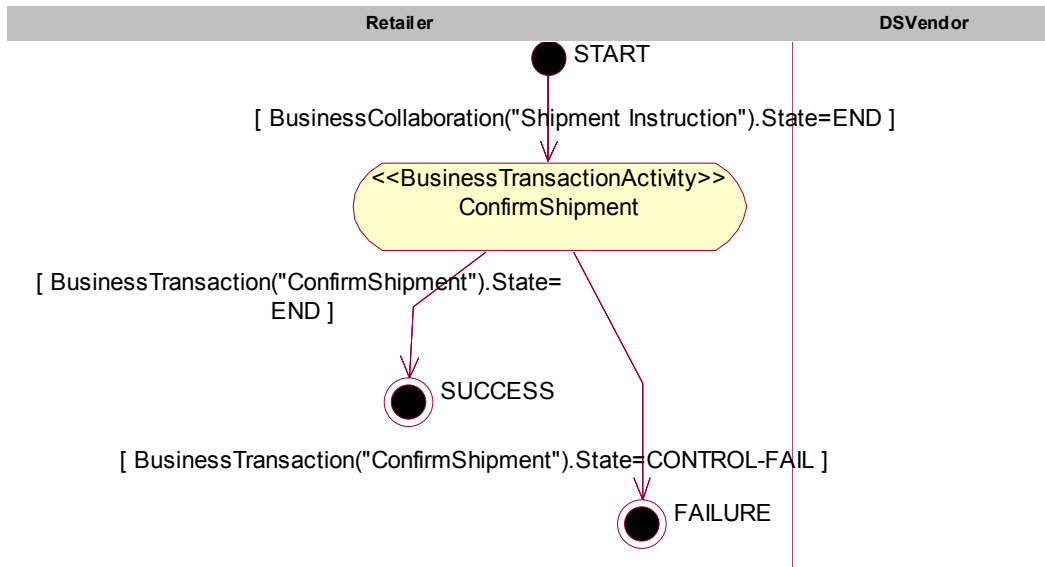 Retailer
DSVendor
START
[ BusinessCollaboration("Shipment Instruction").State=END ]
<<BusinessTransactionActivity>>
ConfirmShipment
[ BusinessTransaction("ConfirmShipment").State=
END ]
SUCCESS
[ BusinessTransaction("ConfirmShipment").State=CONTROL-FAIL ]
FAILURE